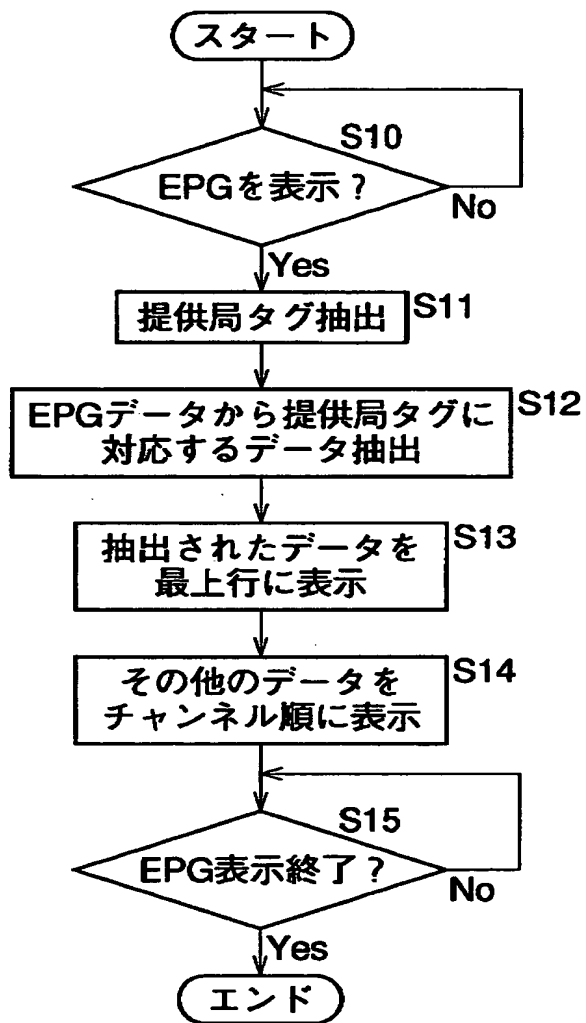 スタート
S10
EPGを表示？
No
Yes
提供局タグ抽出
S11
EPGデータから提供局タグに
対応するデータ抽出
S12
抽出されたデータを
最上行に表示
S13
その他のデータを
チャンネル順に表示
S14
S15
EPG表示終了？
No
Yes
エンド